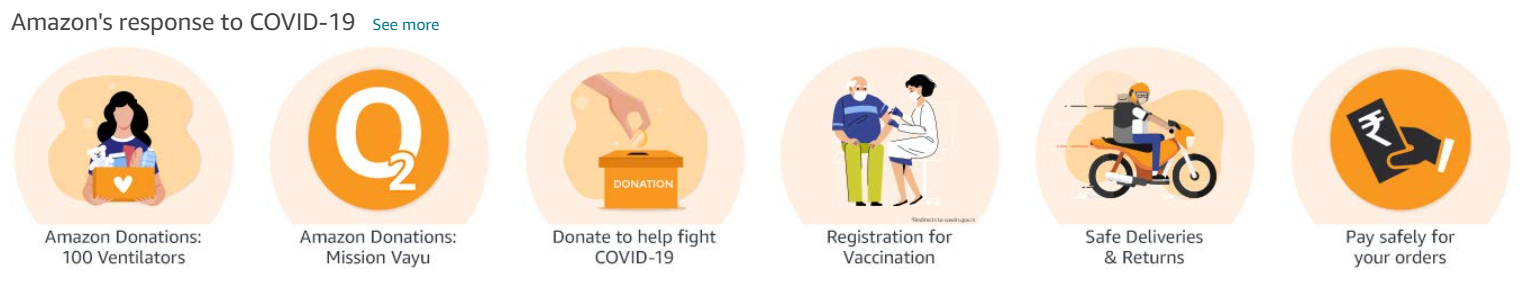 Amazon's response to COVID-19 See more
O2
DONATION
₹
*Redirects to cowin.gov.in
Amazon Donations:
100 Ventilators
Amazon Donations:
Mission Vayu
Donate to help fight
COVID-19
Registration for
Vaccination
Safe Deliveries
& Returns
Pay safely for
your orders